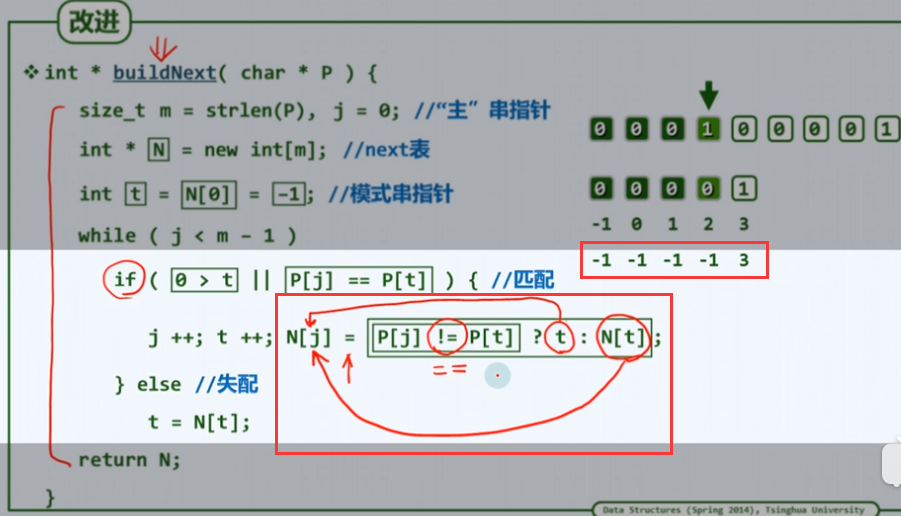 改进
❖ int * buildNext( char * P ) {
size_t m = strlen(P), j = 0; //“主”串指针
int * N = new int[m]; //next表
int t = N[0] = -1; //模式串指针
while ( j < m - 1 )
if ( 0 > t || P[j] == P[t] ) { //匹配
j ++; t ++; N[j] = P[j] != P[t] ? t : N[t];
==
} else //失配
t = N[t];
return N;
}
0 0 0 1 0 0 0 0 1
0 0 0 0 1
-1 0 1 2 3
-1 -1 -1 -1 3
Data Structures (Spring 2014), Tsinghua University